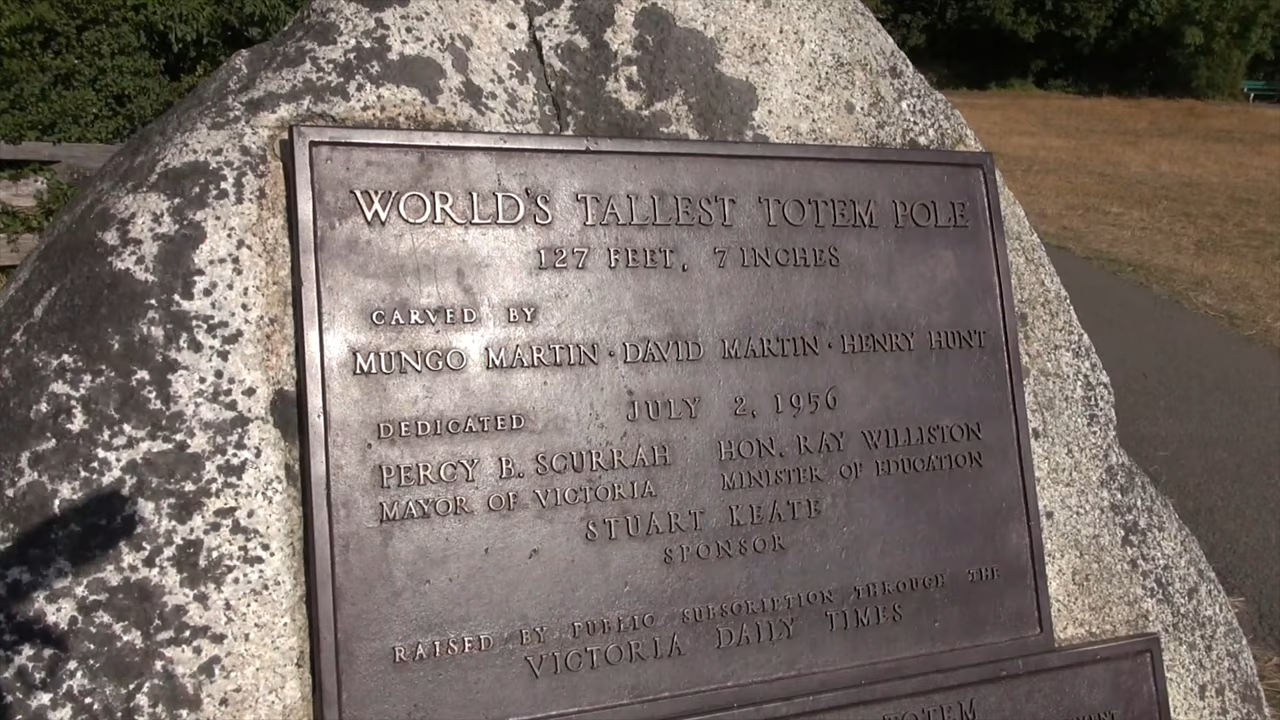 WORLD'S TALLEST TOTEM POLE
127 FEET, 7 INCHES
CARVED BY
MUNGO MARTIN · DAVID MARTIN · HENRY HUNT
DEDICATED JULY 2, 1956
PERCY B. SCURRAH HON. RAY WILLISTON
MAYOR OF VICTORIA MINISTER OF EDUCATION
STUART KEATE
SPONSOR
RAISED BY PUBLIC SUBSCRIPTION THROUGH THE
VICTORIA DAILY TIMES
TOTEM